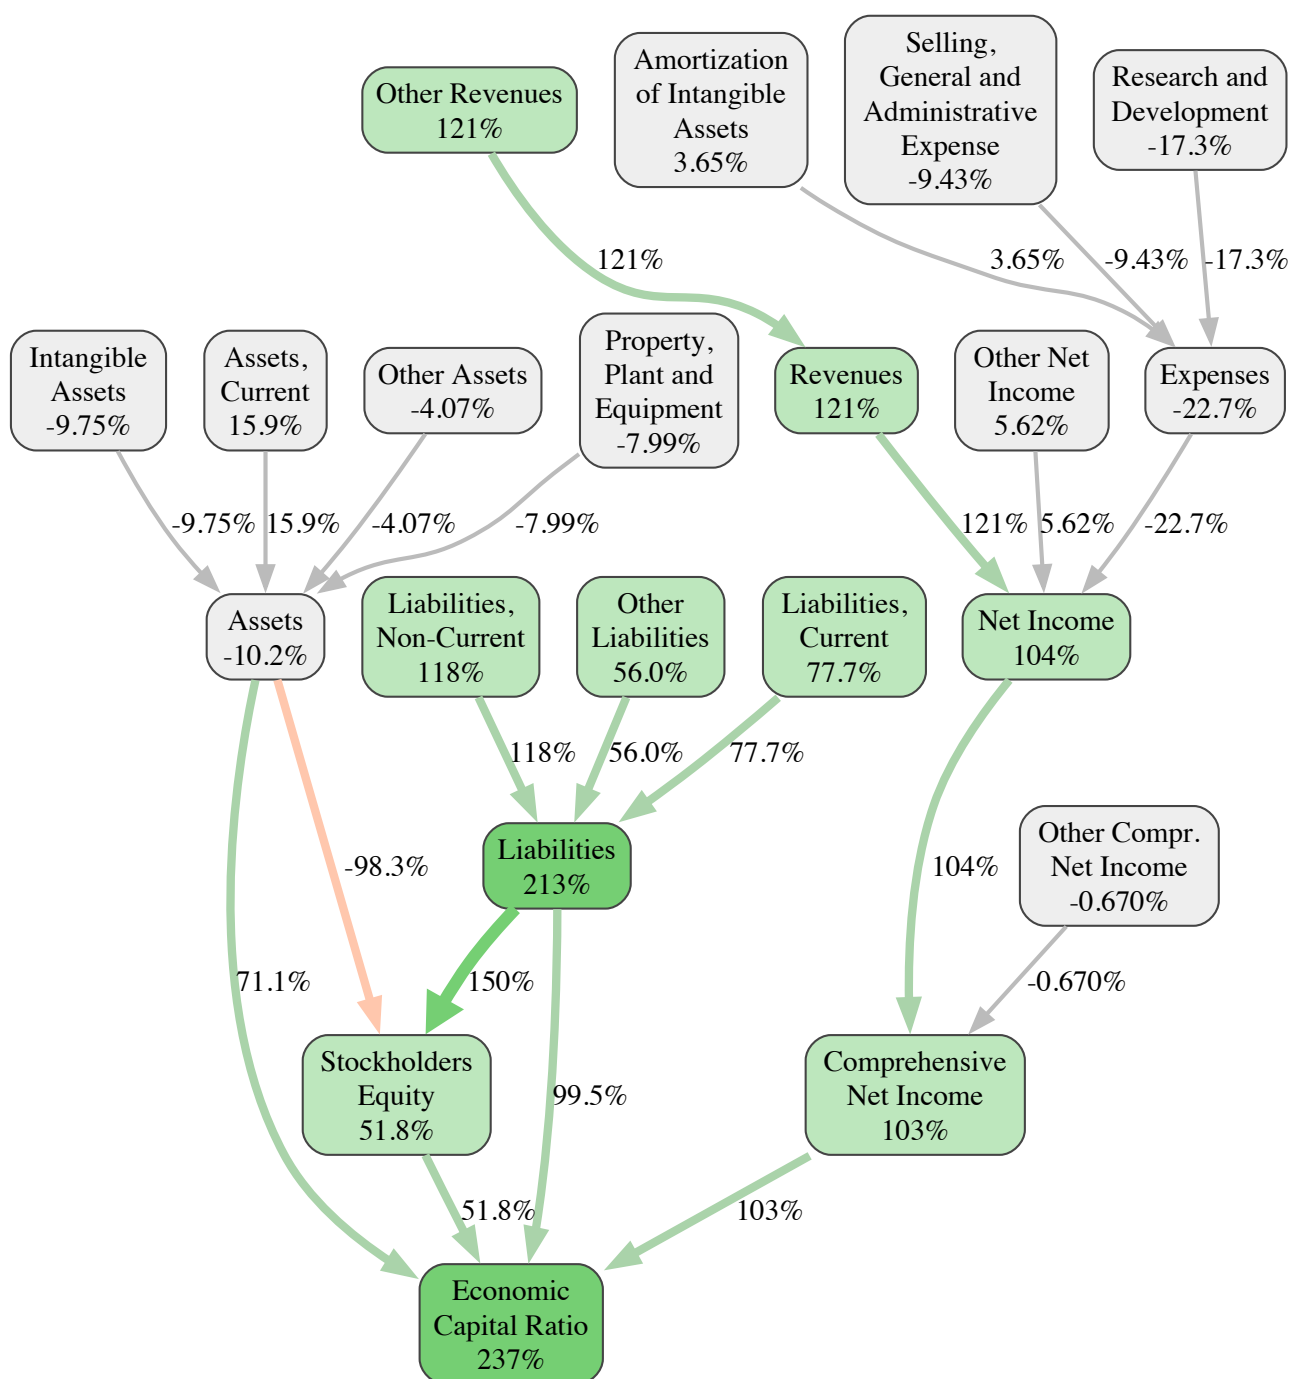 Selling,
General and
Administrative
Expense
-9.43%
Amortization
of Intangible
Assets
3.65%
Research and
Development
-17.3%
Other Revenues
121%
121%
3.65%
-9.43%
-17.3%
Intangible
Assets
-9.75%
Assets,
Current
15.9%
Other Assets
-4.07%
Property,
Plant and
Equipment
-7.99%
Revenues
121%
Other Net
Income
5.62%
Expenses
-22.7%
-9.75%
15.9%
-4.07%
-7.99%
121%
5.62%
-22.7%
Assets
-10.2%
Liabilities,
Non-Current
118%
Other
Liabilities
56.0%
Liabilities,
Current
77.7%
Net Income
104%
118%
56.0%
77.7%
Liabilities
213%
-98.3%
104%
Other Compr.
Net Income
-0.670%
71.1%
150%
-0.670%
Stockholders
Equity
51.8%
99.5%
Comprehensive
Net Income
103%
51.8%
103%
Economic
Capital Ratio
237%